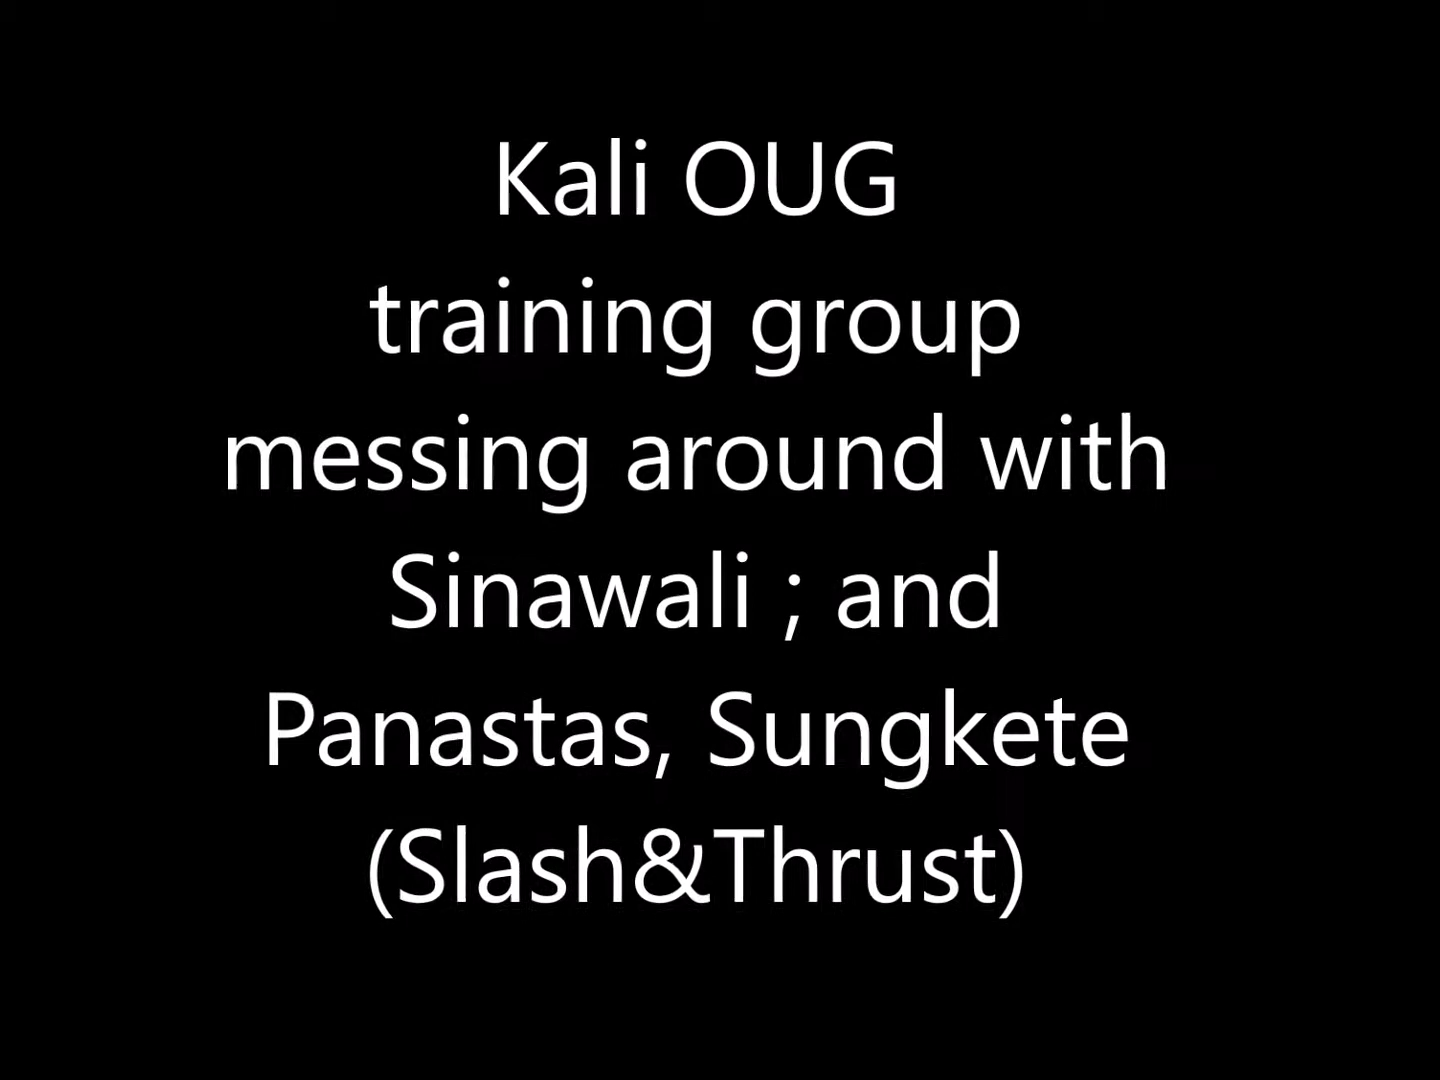 Kali OUG
training group
messing around with
Sinawali ; and
Panastas, Sungkete
(Slash&Thrust)